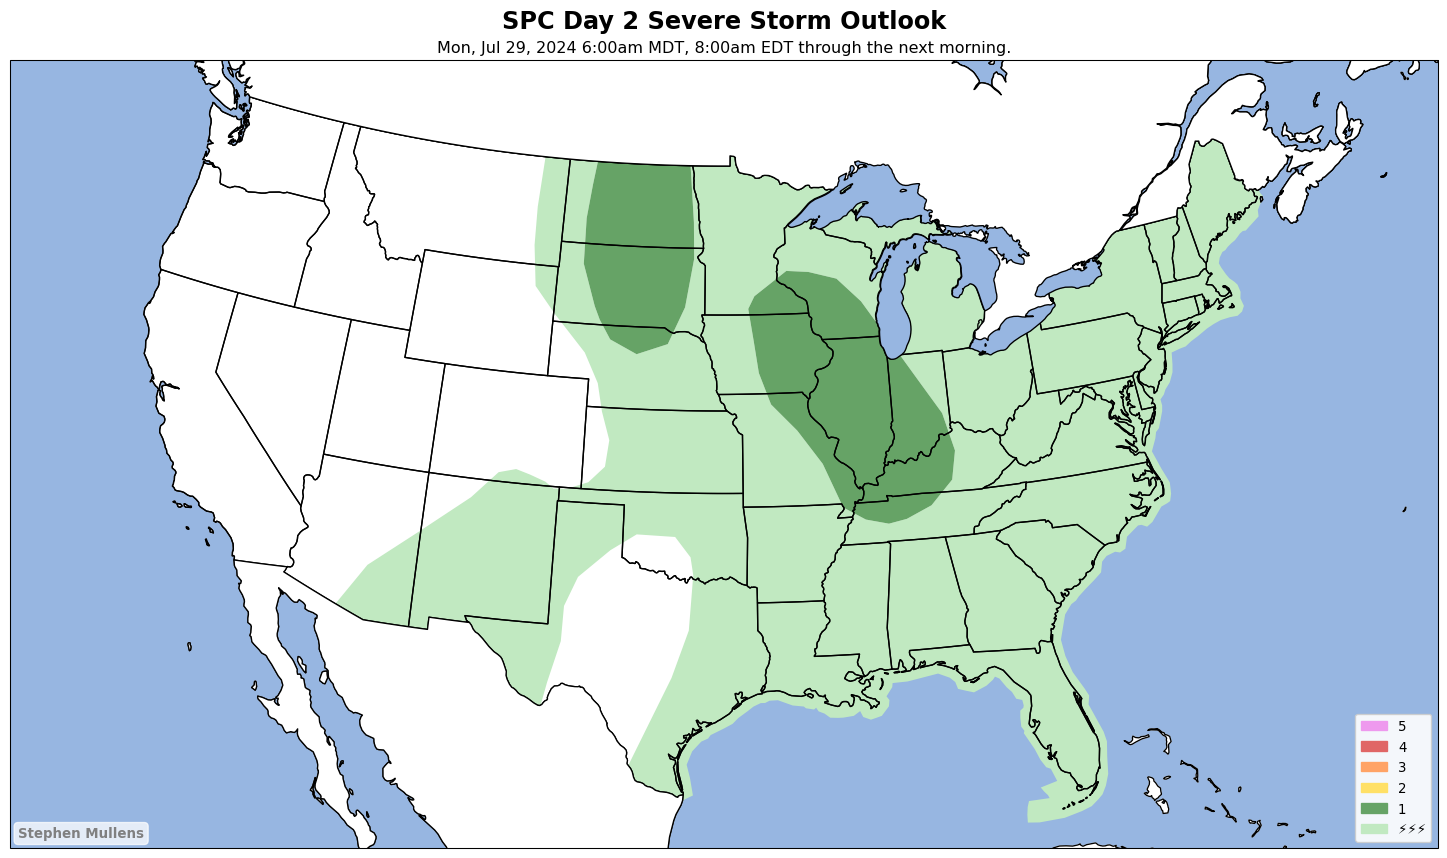 SPC Day 2 Severe Storm Outlook
Mon, Jul 29, 2024 6:00am MDT, 8:00am EDT through the next morning.
5
4
3
2
1
⚡⚡⚡
Stephen Mullens